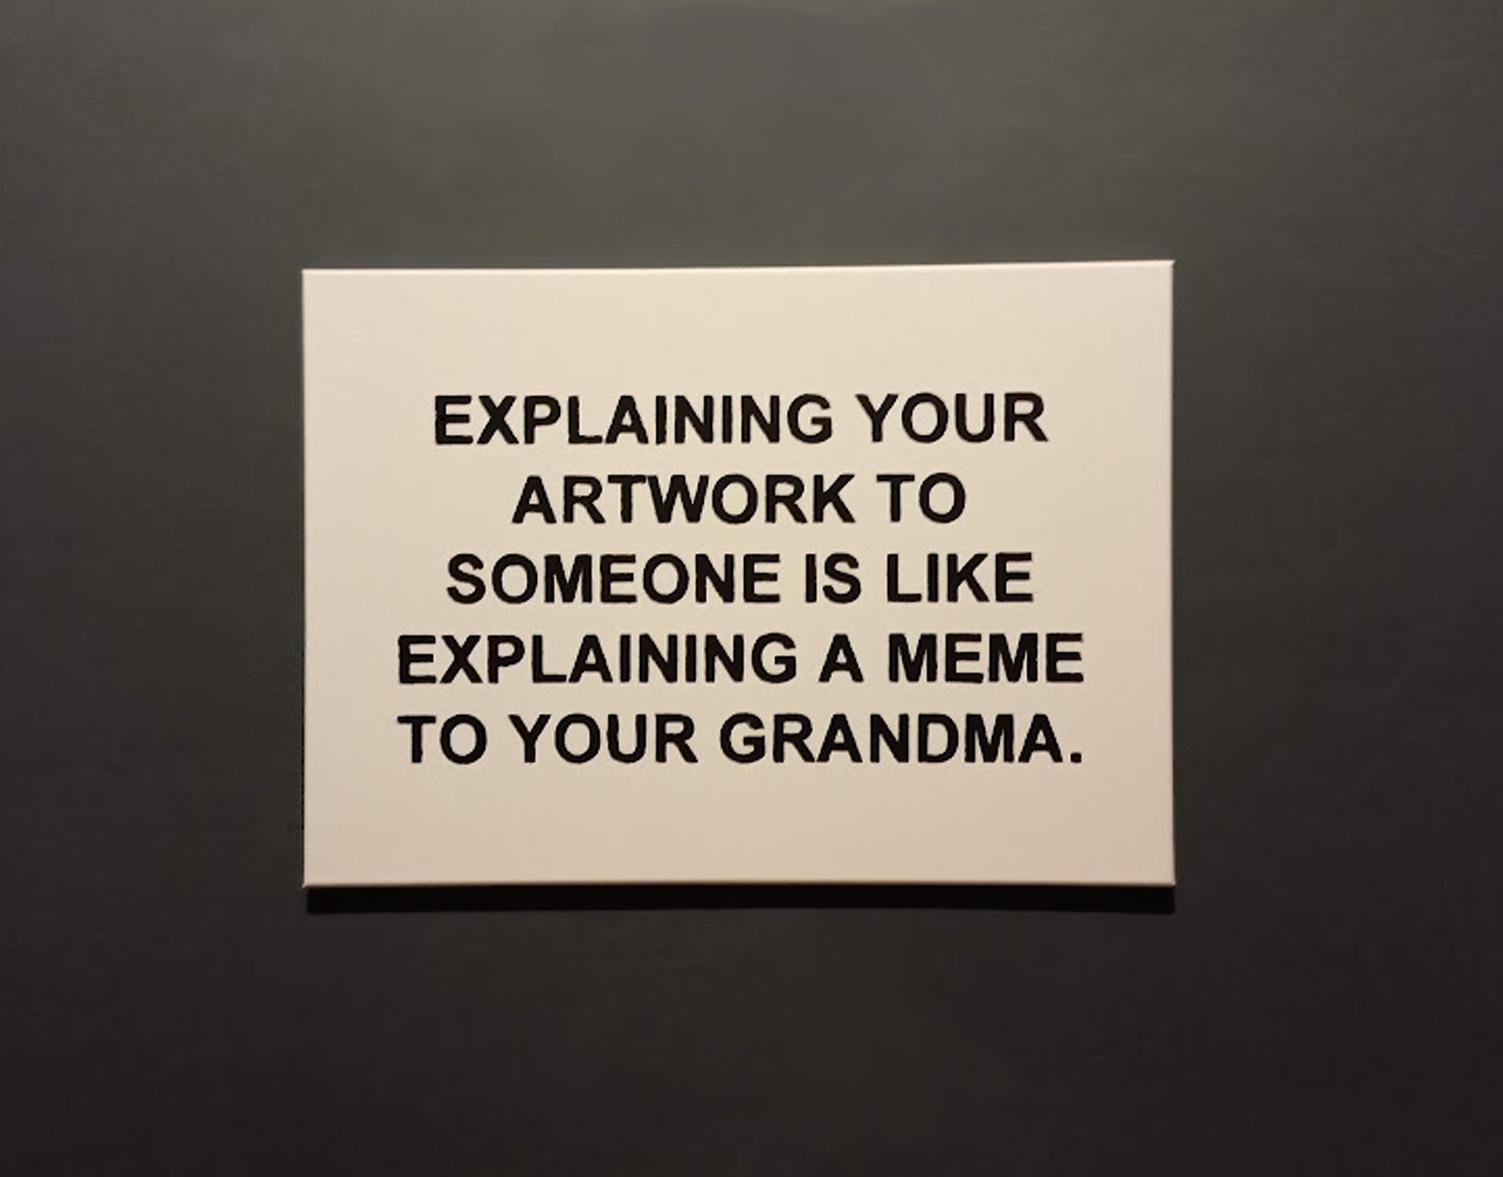 EXPLAINING YOUR
ARTWORK TO
SOMEONE IS LIKE
EXPLAINING A MEME
TO YOUR GRANDMA.